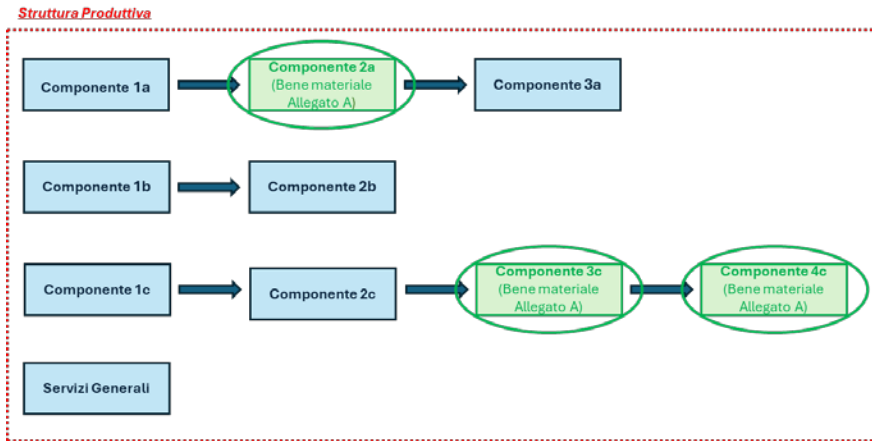 Struttura Produttiva
Componente 1a
Componente 2a
(Bene materiale
Allegato A)
Componente 3a
Componente 1b
Componente 2b
Componente 1c
Componente 2c
Componente 3c
(Bene materiale
Allegato A)
Componente 4c
(Bene materiale
Allegato A)
Servizi Generali